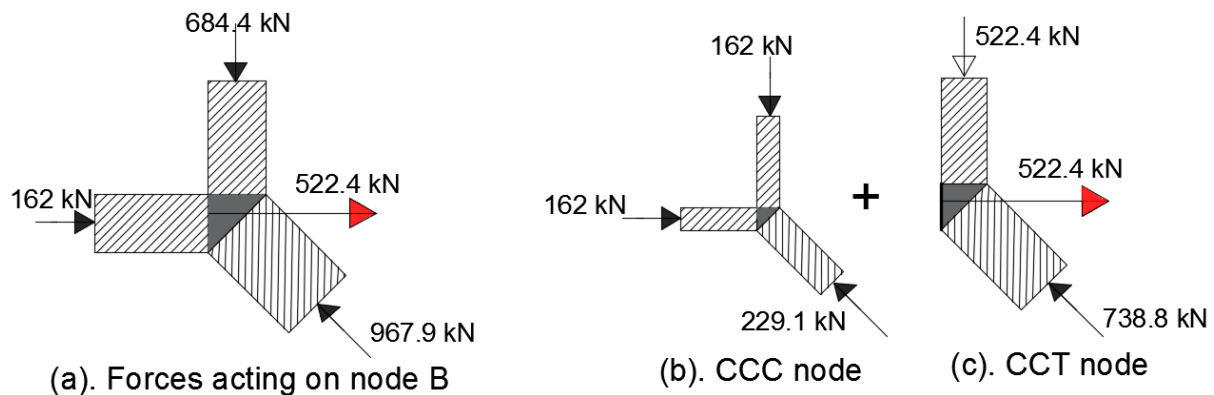 684.4 kN
162 kN
522.4 kN
967.9 kN
(a). Forces acting on node B
162 kN
162 kN
229.1 kN
(b). CCC node
+
522.4 kN
522.4 kN
738.8 kN
(c). CCT node